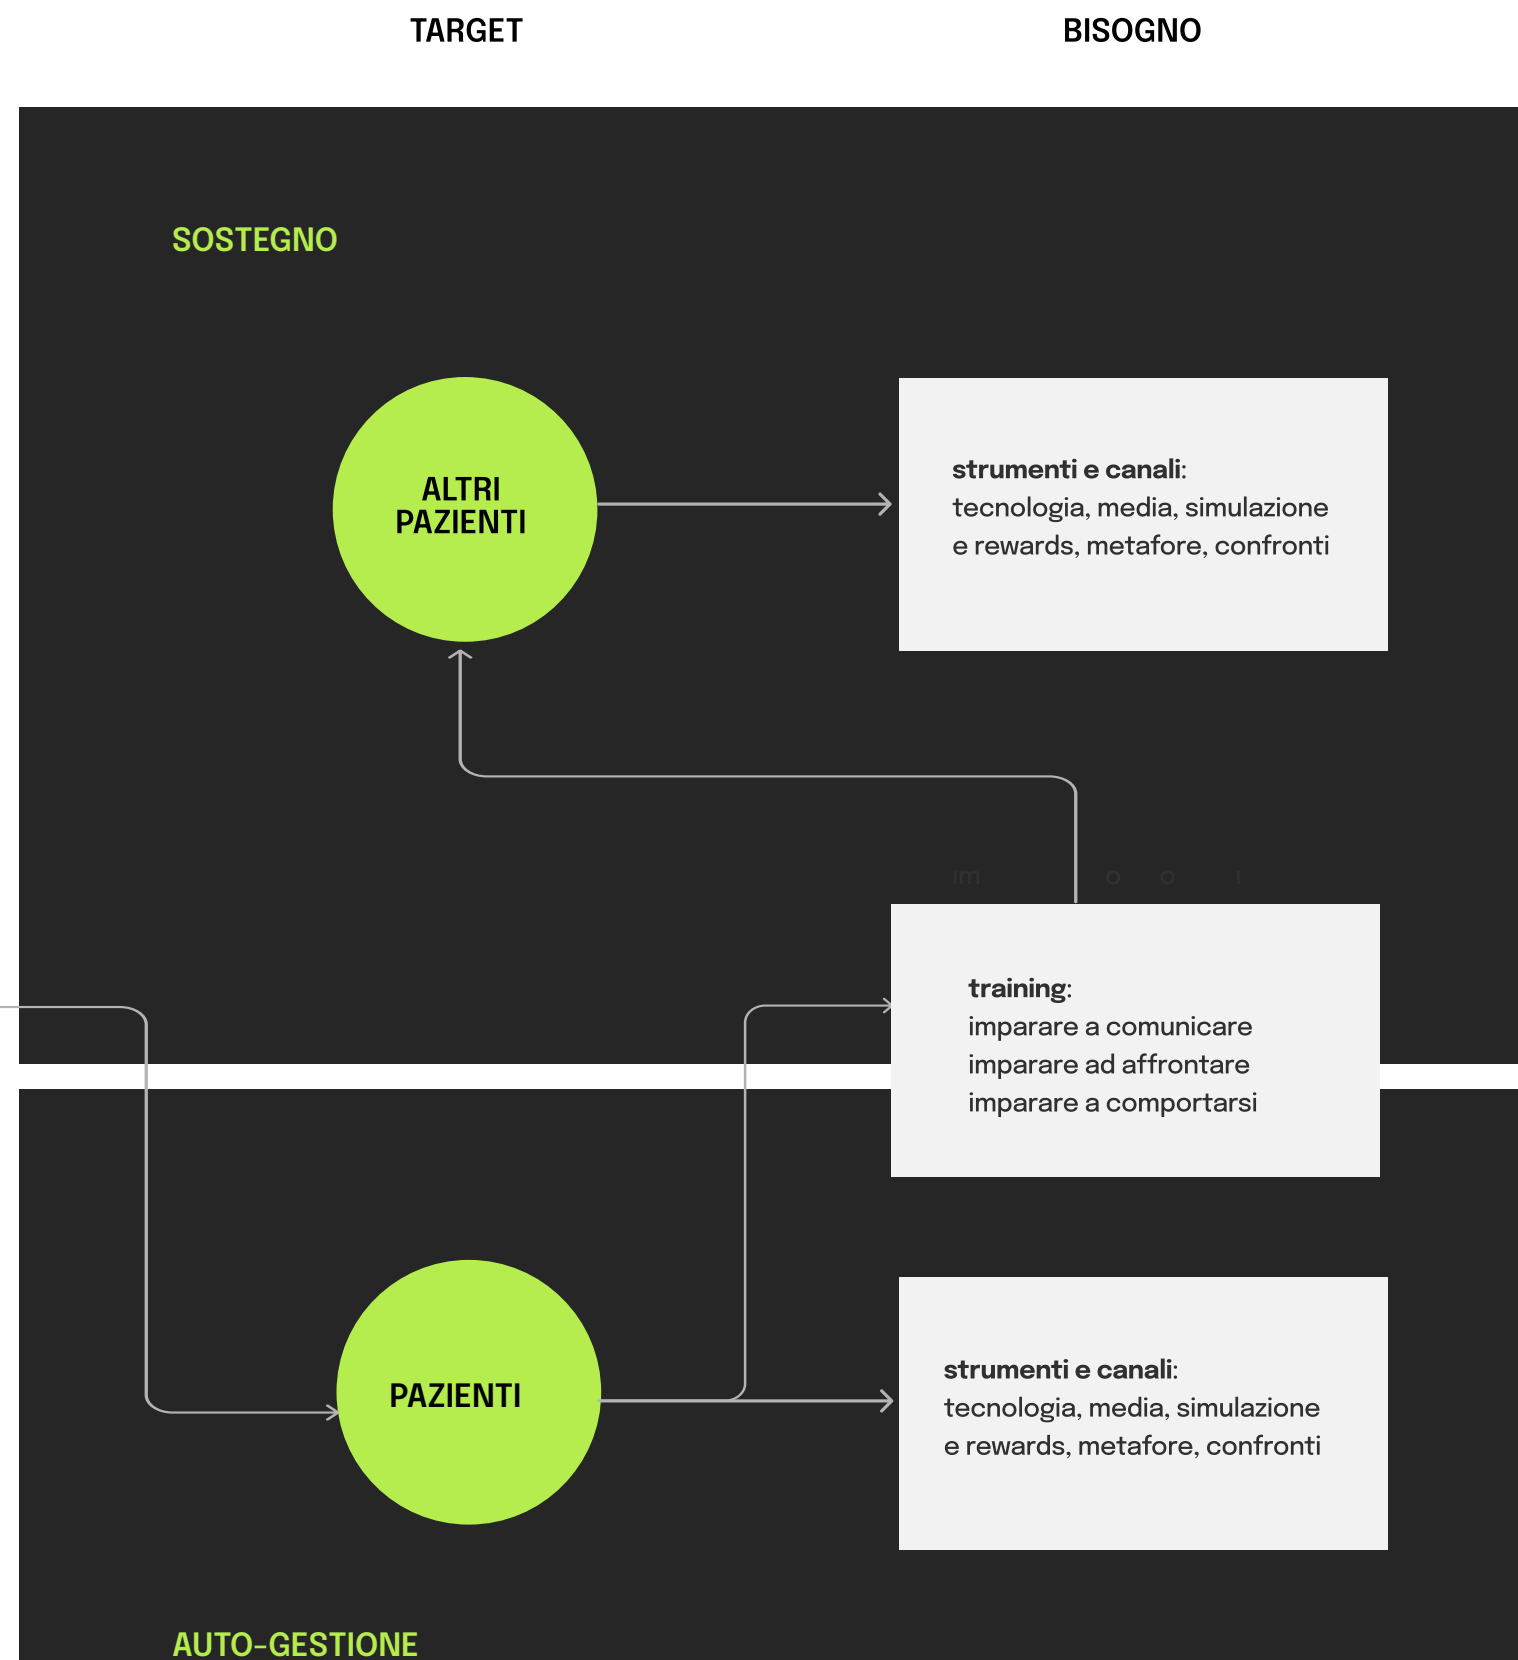 TARGET
BISOGNO
SOSTEGNO
ALTRI
PAZIENTI
strumenti e canali:
tecnologia, media, simulazione
e rewards, metafore, confronti
training:
imparare a comunicare
imparare ad affrontare
imparare a comportarsi
PAZIENTI
strumenti e canali:
tecnologia, media, simulazione
e rewards, metafore, confronti
AUTO-GESTIONE